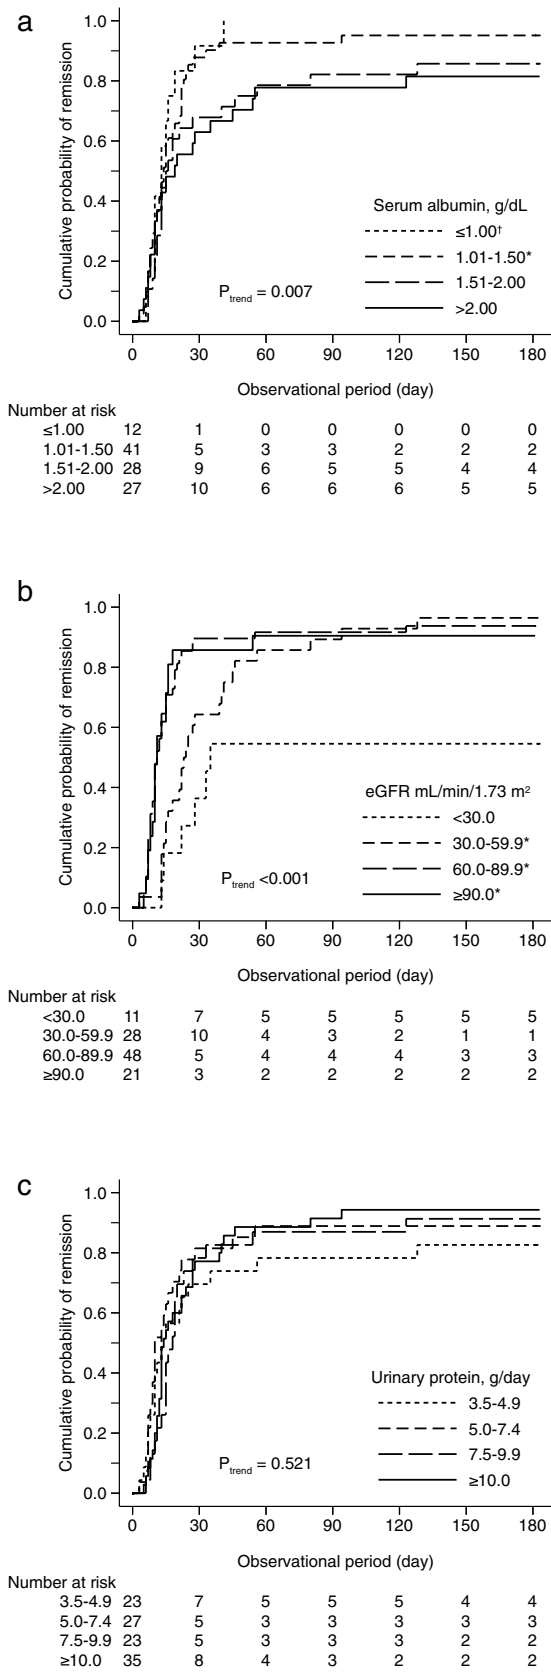 a
1.0
0.8
0.6
0.4
0.2
0.0
Cumulative probability of remission
Serum albumin, g/dL
≤1.00†
1.01-1.50*
1.51-2.00
>2.00
Ptrend = 0.007
0 30 60 90 120 150 180
Observational period (day)
Number at risk
≤1.00 12 1 0 0 0 0 0
1.01-1.50 41 5 3 3 2 2 2
1.51-2.00 28 9 6 5 5 4 4
>2.00 27 10 6 6 6 5 5
b
1.0
0.8
0.6
0.4
0.2
0.0
Cumulative probability of remission
eGFR mL/min/1.73 m²
<30.0
30.0-59.9*
60.0-89.9*
≥90.0*
Ptrend <0.001
0 30 60 90 120 150 180
Observational period (day)
Number at risk
<30.0 11 7 5 5 5 5 5
30.0-59.9 28 10 4 3 2 1 1
60.0-89.9 48 5 4 4 4 3 3
≥90.0 21 3 2 2 2 2 2
c
1.0
0.8
0.6
0.4
0.2
0.0
Cumulative probability of remission
Urinary protein, g/day
3.5-4.9
5.0-7.4
7.5-9.9
≥10.0
Ptrend = 0.521
0 30 60 90 120 150 180
Observational period (day)
Number at risk
3.5-4.9 23 7 5 5 5 4 4
5.0-7.4 27 5 3 3 3 3 3
7.5-9.9 23 5 3 3 3 2 2
≥10.0 35 8 4 3 2 2 2